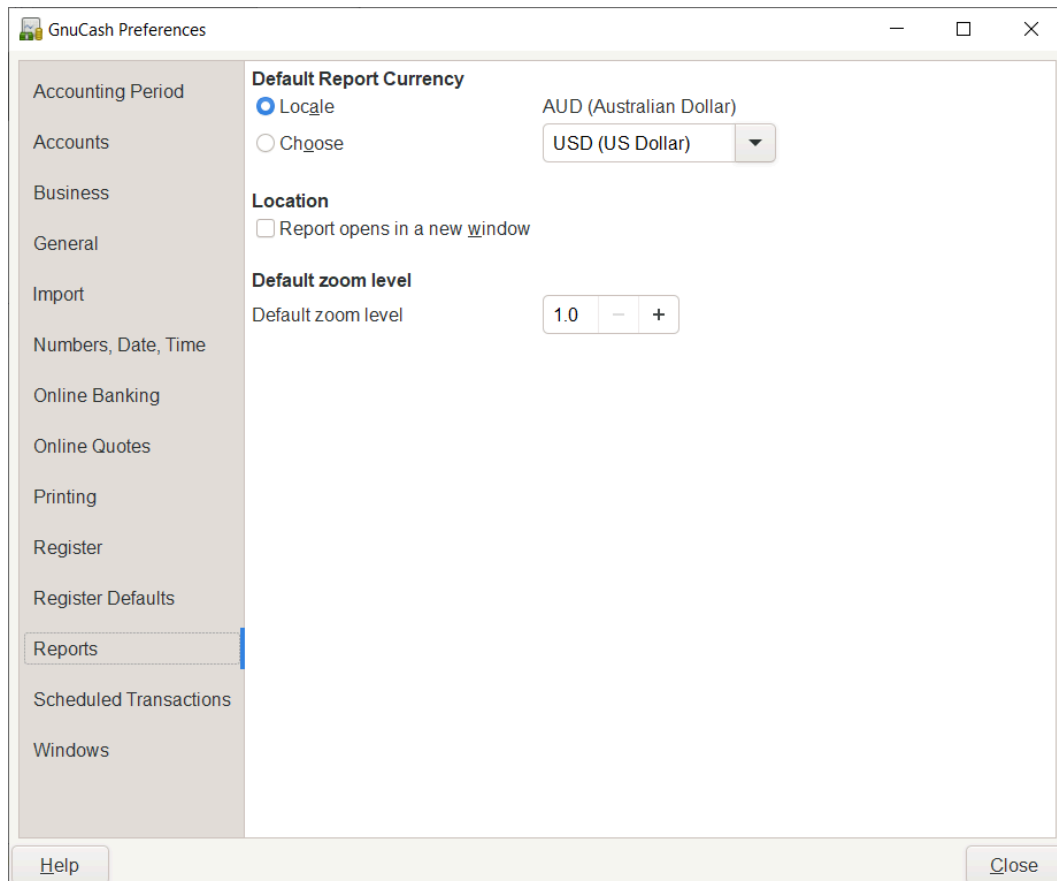 GnuCash Preferences
Accounting Period
Accounts
Business
General
Import
Numbers, Date, Time
Online Banking
Online Quotes
Printing
Register
Register Defaults
Reports
Scheduled Transactions
Windows
Default Report Currency
Locale AUD (Australian Dollar)
Choose USD (US Dollar)
Location
Report opens in a new window
Default zoom level
Default zoom level 1.0 − +
Help Close